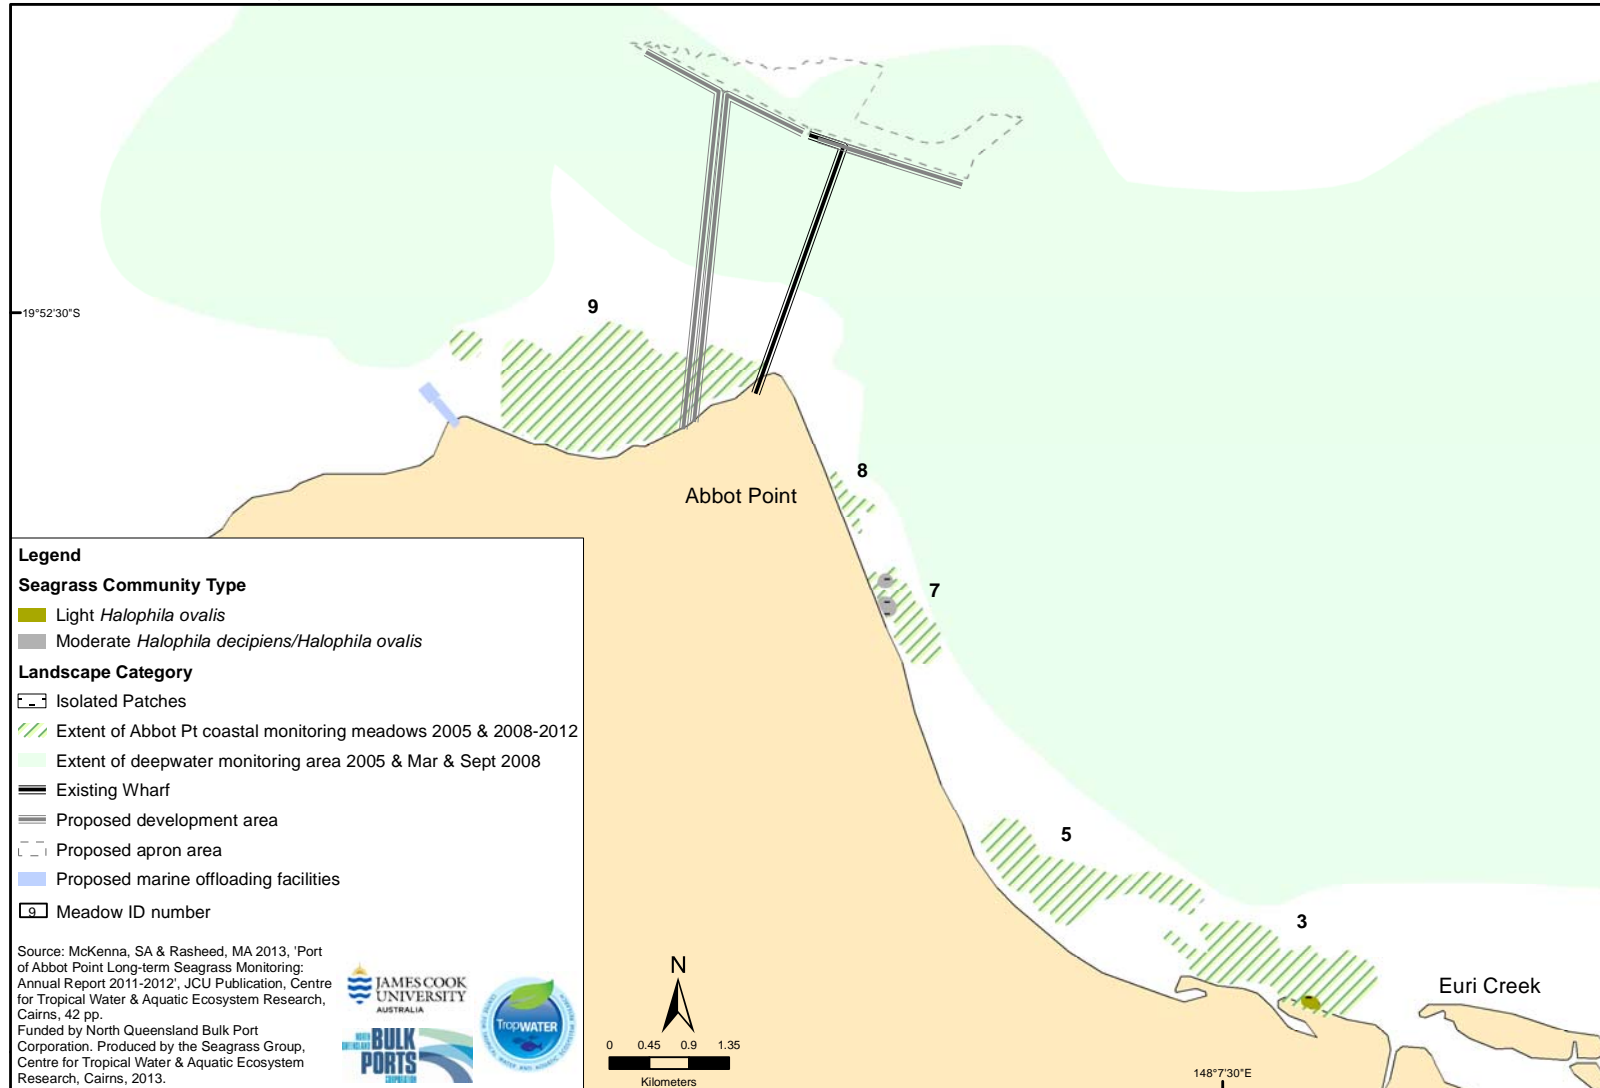 19°52'30"S
9
8
Abbot Point
7
5
3
Euri Creek
148°7'30"E
Legend
Seagrass Community Type
Light Halophila ovalis
Moderate Halophila decipiens/Halophila ovalis
Landscape Category
Isolated Patches
Extent of Abbot Pt coastal monitoring meadows 2005 & 2008-2012
Extent of deepwater monitoring area 2005 & Mar & Sept 2008
Existing Wharf
Proposed development area
Proposed apron area
Proposed marine offloading facilities
9 Meadow ID number
Source: McKenna, SA & Rasheed, MA 2013, 'Port
of Abbot Point Long-term Seagrass Monitoring:
Annual Report 2011-2012', JCU Publication, Centre
for Tropical Water & Aquatic Ecosystem Research,
Cairns, 42 pp.
Funded by North Queensland Bulk Port
Corporation. Produced by the Seagrass Group,
Centre for Tropical Water & Aquatic Ecosystem
Research, Cairns, 2013.
JAMES COOK
UNIVERSITY
AUSTRALIA
NORTH
QUEENSLAND
BULK
PORTS
CORPORATION
TropWATER
N
0 0.45 0.9 1.35
Kilometers